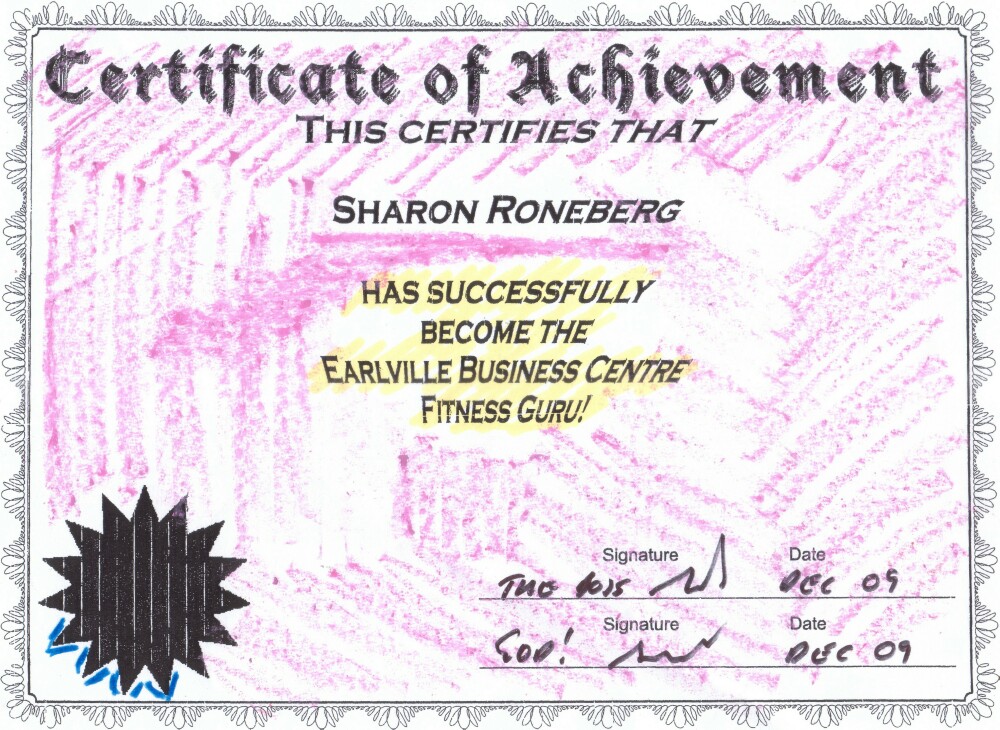 Certificate of Achievement
THIS CERTIFIES THAT
SHARON RONEBERG
HAS SUCCESSFULLY
BECOME THE
EARLVILLE BUSINESS CENTRE
FITNESS GURU!
Signature Date
THE DEC 09
Signature Date
GOD! DEC 09